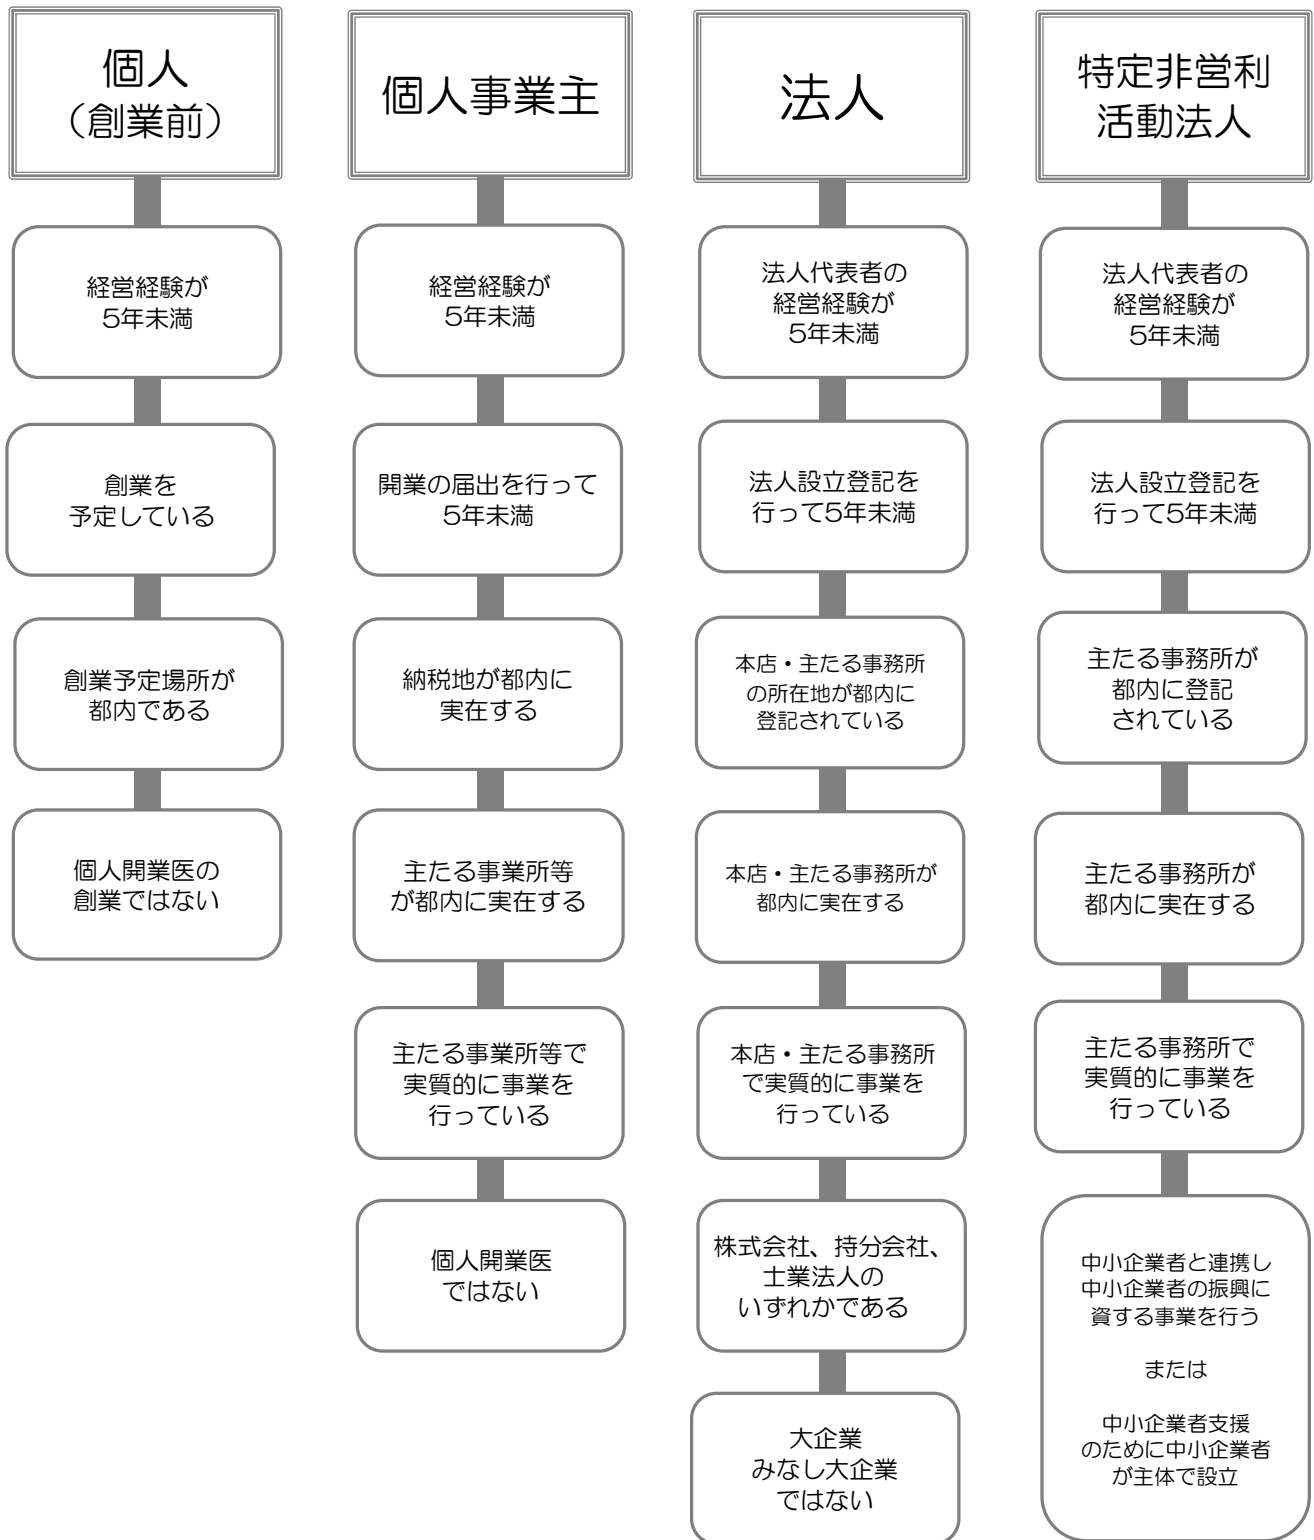 個人
（創業前）
経営経験が
5年未満
創業を
予定している
創業予定場所が
都内である
個人開業医の
創業ではない
個人事業主
経営経験が
5年未満
開業の届出を行って
5年未満
納税地が都内に
実在する
主たる事業所等
が都内に実在する
主たる事業所等で
実質的に事業を
行っている
個人開業医
ではない
法人
法人代表者の
経営経験が
5年未満
法人設立登記を
行って5年未満
本店・主たる事務所
の所在地が都内に
登記されている
本店・主たる事務所が
都内に実在する
本店・主たる事務所
で実質的に事業を
行っている
株式会社、持分会社、
士業法人の
いずれかである
大企業
みなし大企業
ではない
特定非営利
活動法人
法人代表者の
経営経験が
5年未満
法人設立登記を
行って5年未満
主たる事務所が
都内に登記
されている
主たる事務所が
都内に実在する
主たる事務所で
実質的に事業を
行っている
中小企業者と連携し
中小企業者の振興に
資する事業を行う
または
中小企業者支援
のために中小企業者
が主体で設立